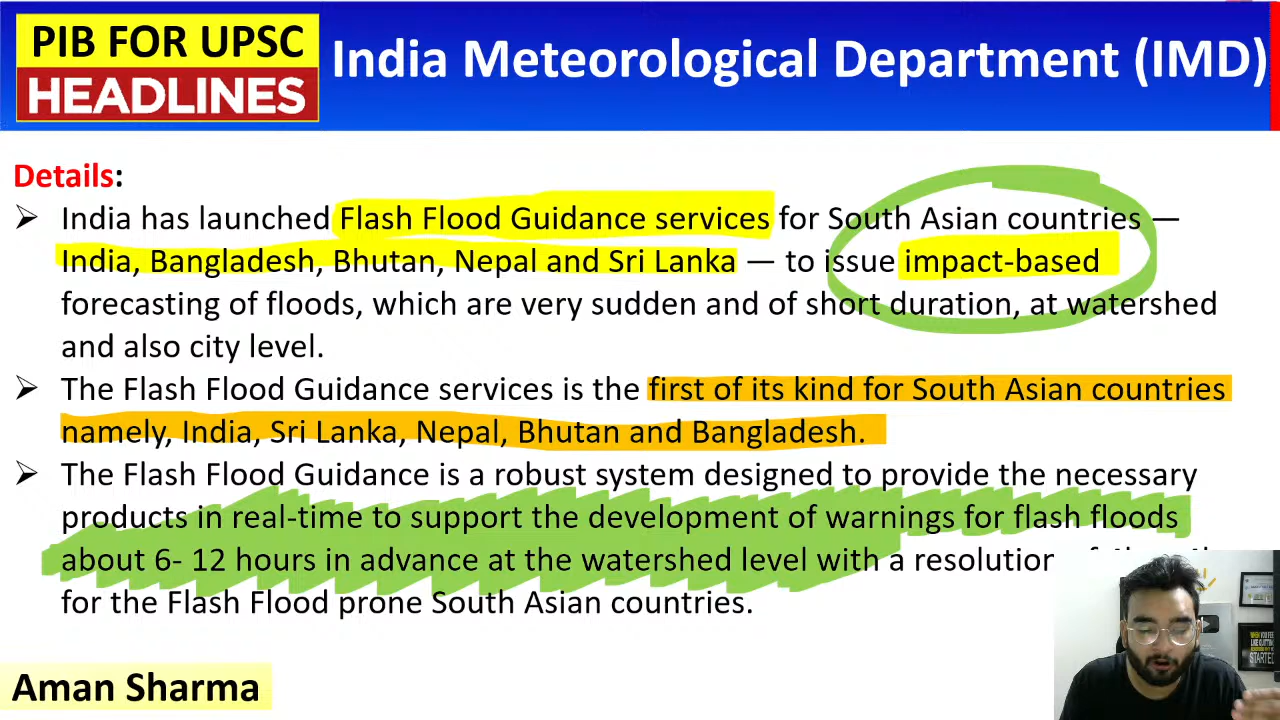 PIB FOR UPSC
HEADLINES
India Meteorological Department (IMD)
Details:
➢ India has launched Flash Flood Guidance services for South Asian countries —
India, Bangladesh, Bhutan, Nepal and Sri Lanka — to issue impact-based
forecasting of floods, which are very sudden and of short duration, at watershed
and also city level.
➢ The Flash Flood Guidance services is the first of its kind for South Asian countries
namely, India, Sri Lanka, Nepal, Bhutan and Bangladesh.
➢ The Flash Flood Guidance is a robust system designed to provide the necessary
products in real-time to support the development of warnings for flash floods
about 6- 12 hours in advance at the watershed level with a resolution
for the Flash Flood prone South Asian countries.
Aman Sharma
STARTED